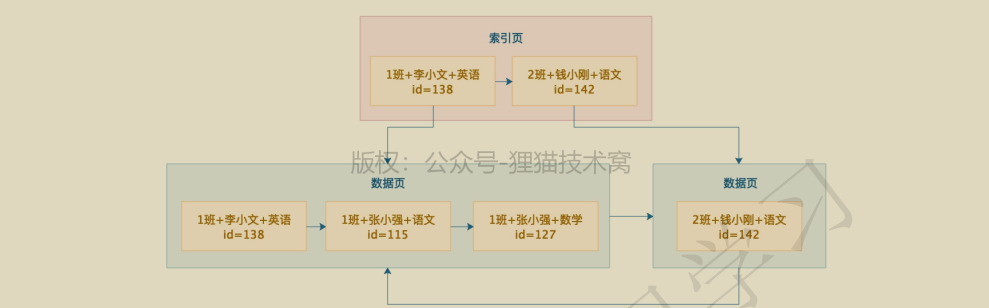 索引页
1班+李小文+英语
id=138
2班+钱小刚+语文
id=142
版权：公众号-狸猫技术窝
数据页
数据页
1班+李小文+英语
id=138
1班+张小强+语文
id=115
1班+张小强+数学
id=127
2班+钱小刚+语文
id=142